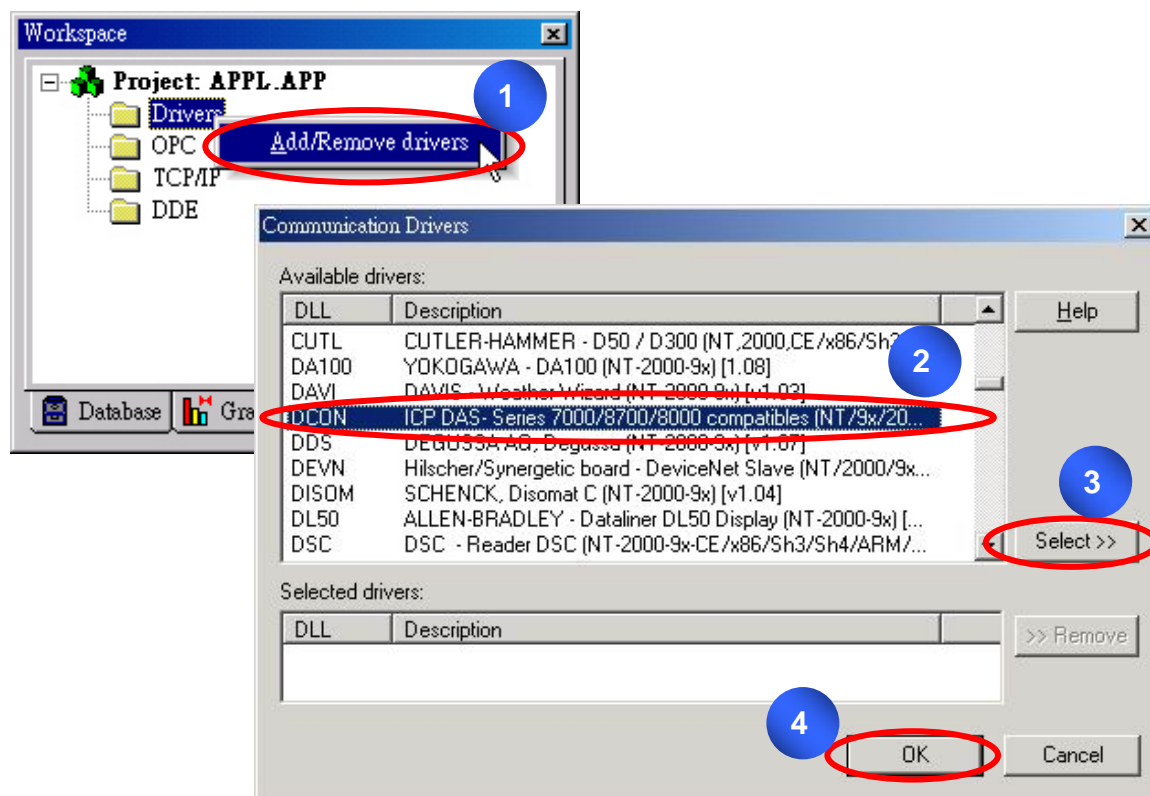 Workspace
Project: APPL.APP
1
Drivers
Add/Remove drivers
OPC
TCP/IP
DDE
Database
Gra
Communication Drivers
Available drivers:
DLL Description
Help
CUTL CUTLER-HAMMER - D50 / D300 (NT,2000,CE/x86/Sh3
2
DA100 YOKOGAWA - DA100 (NT-2000-9x) [1.08]
DAVI DAVIS - Weather Wizard (NT-2000-9x) [v1.03]
DCON ICP DAS- Series 7000/8700/8000 compatibles (NT/9x/20...
DDS DEGUSSA AG, Degussa (NT-2000-9x) [v1.07]
DEVN Hilscher/Synergetic board - DeviceNet Slave (NT/2000/9x...
DISOM SCHENCK, Disomat C (NT-2000-9x) [v1.04]
3
DL50 ALLEN-BRADLEY - Dataliner DL50 Display (NT-2000-9x) [...
DSC DSC - Reader DSC (NT-2000-9x-CE/x86/Sh3/Sh4/ARM/...
Select >>
Selected drivers:
DLL Description
>> Remove
4
OK
Cancel